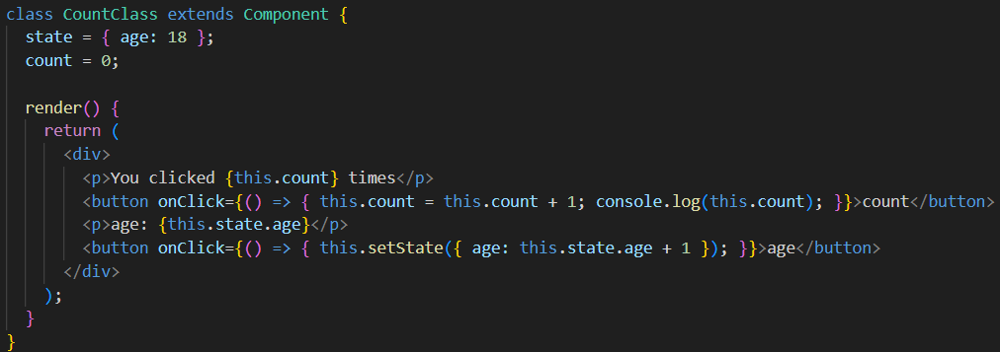 class CountClass extends Component {
  state = { age: 18 };
  count = 0;

  render() {
    return (
      <div>
        <p>You clicked {this.count} times</p>
        <button onClick={() => { this.count = this.count + 1; console.log(this.count); }}>count</button>
        <p>age: {this.state.age}</p>
        <button onClick={() => { this.setState({ age: this.state.age + 1 }); }}>age</button>
      </div>
    );
  }
}